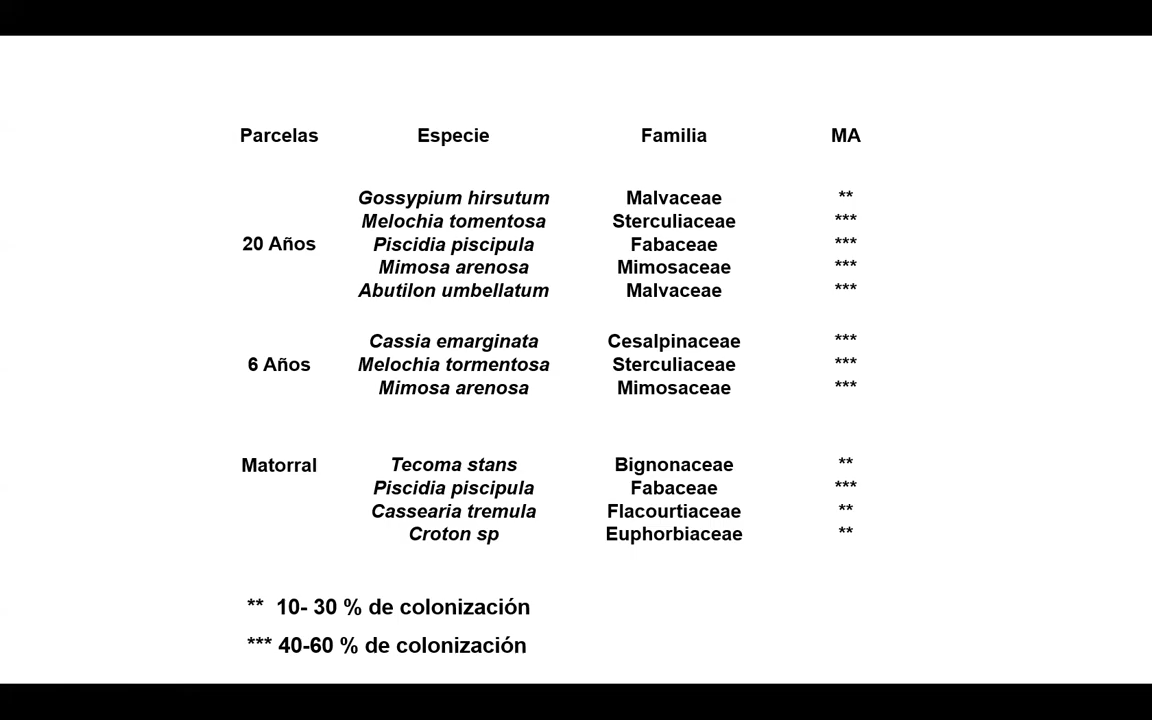 Parcelas Especie Familia MA
Gossypium hirsutum Malvaceae **
Melochia tomentosa Sterculiaceae ***
20 Años Piscidia piscipula Fabaceae ***
Mimosa arenosa Mimosaceae ***
Abutilon umbellatum Malvaceae ***
Cassia emarginata Cesalpinaceae ***
6 Años Melochia tormentosa Sterculiaceae ***
Mimosa arenosa Mimosaceae ***
Matorral Tecoma stans Bignonaceae **
Piscidia piscipula Fabaceae ***
Cassearia tremula Flacourtiaceae **
Croton sp Euphorbiaceae **
** 10- 30 % de colonización
*** 40-60 % de colonización